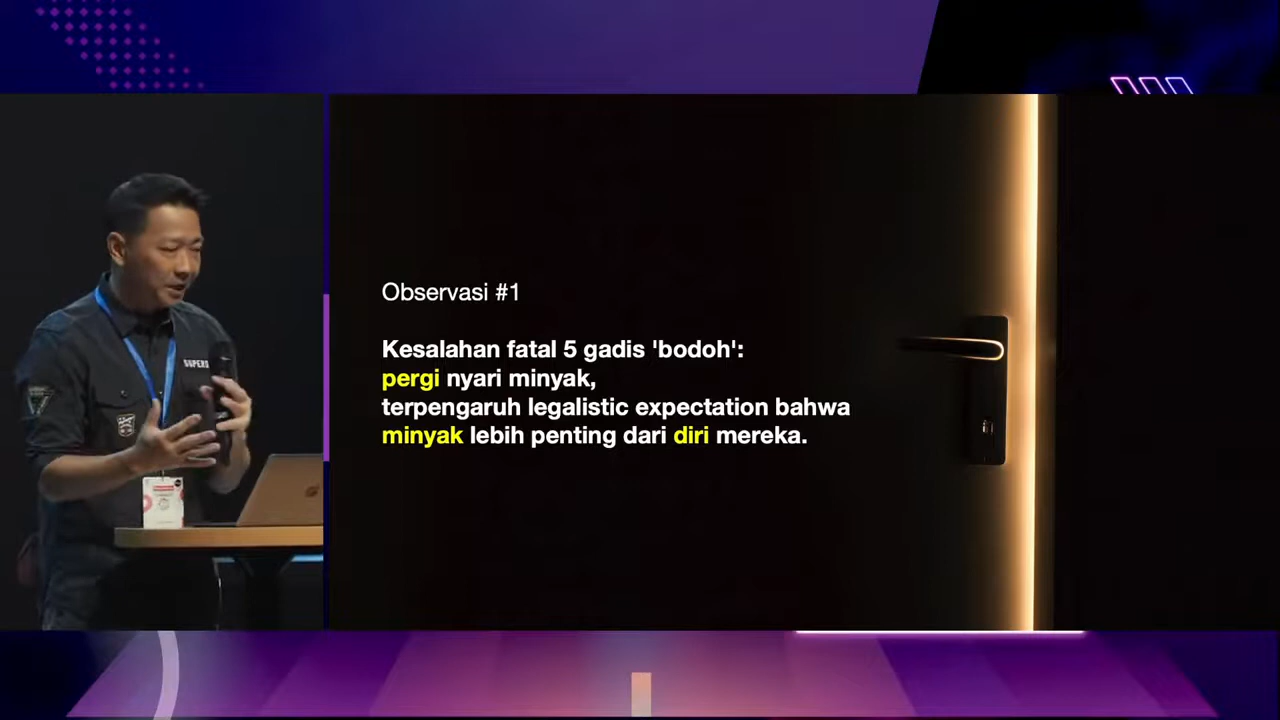 SUPERD
Observasi #1
Kesalahan fatal 5 gadis 'bodoh':
pergi nyari minyak,
terpengaruh legalistic expectation bahwa
minyak lebih penting dari diri mereka.